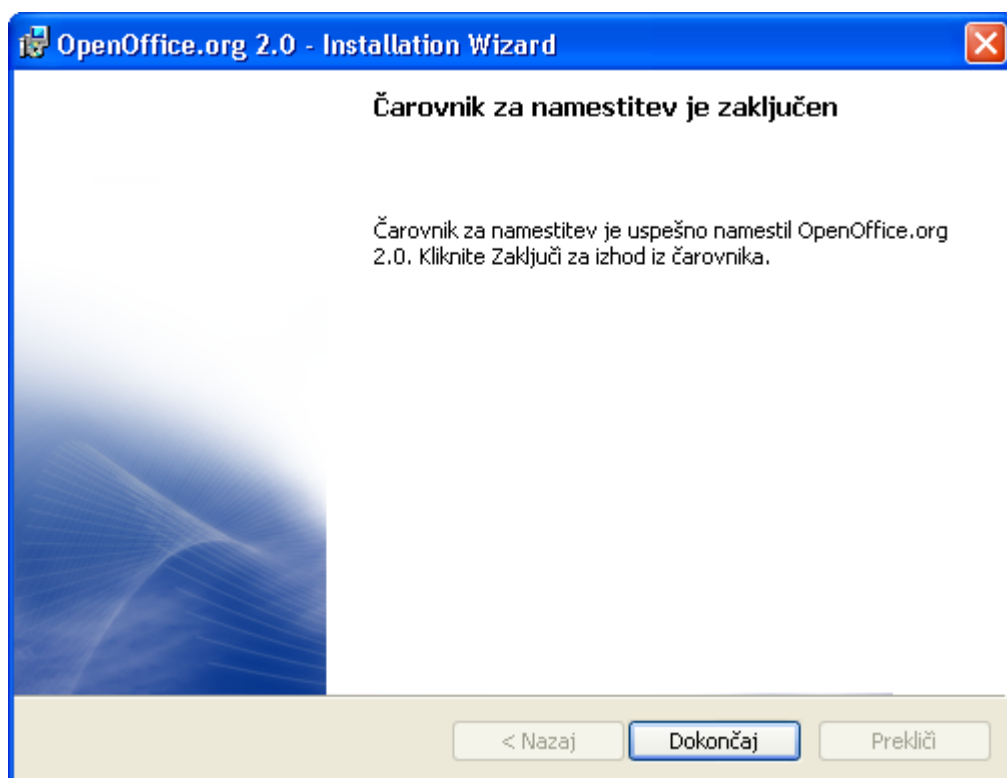 OpenOffice.org 2.0 - Installation Wizard
Čarovnik za namestitev je zaključen
Čarovnik za namestitev je uspešno namestil OpenOffice.org
2.0. Kliknite Zaključi za izhod iz čarovnika.
< Nazaj
Dokončaj
Prekliči